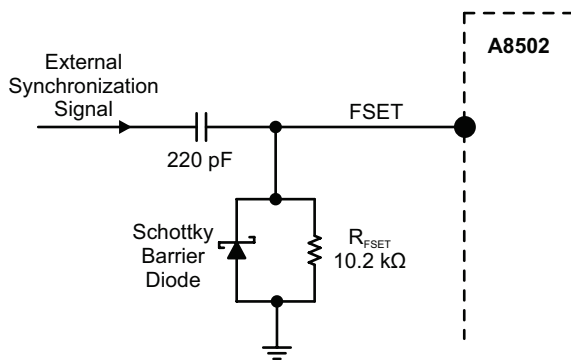 A8502
External
Synchronization
Signal
FSET
220 pF
Schottky
Barrier
Diode
RFSET
10.2 kΩ